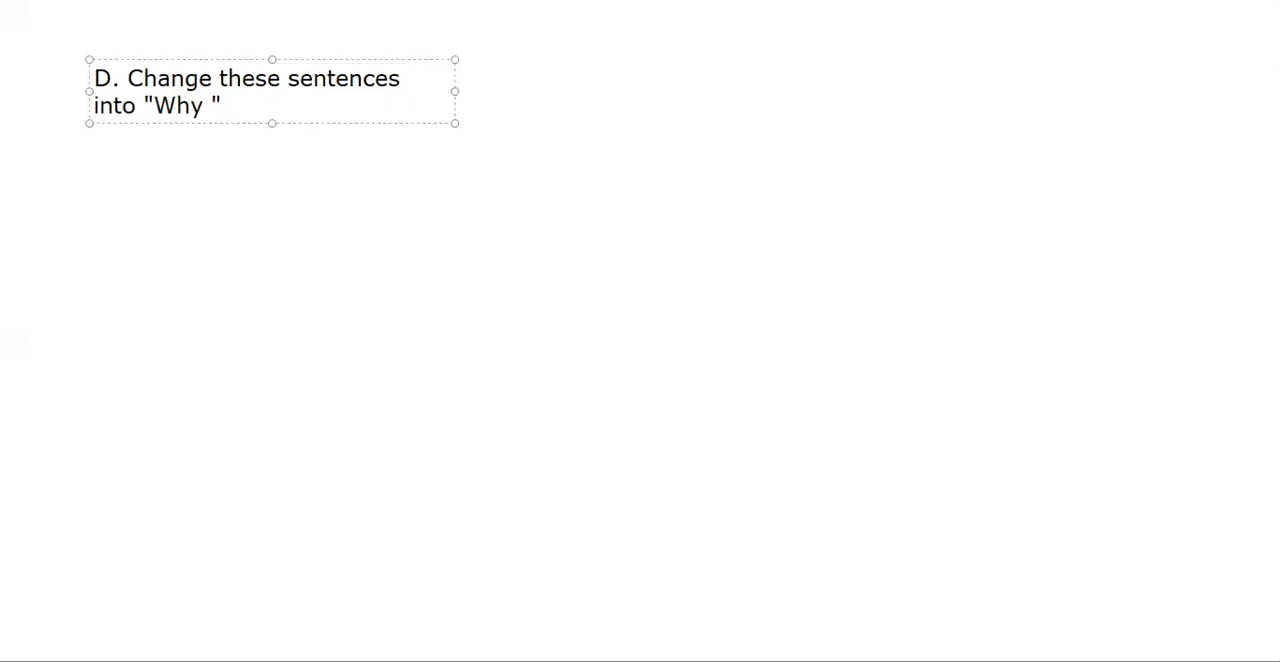 D. Change these sentences
into "Why "